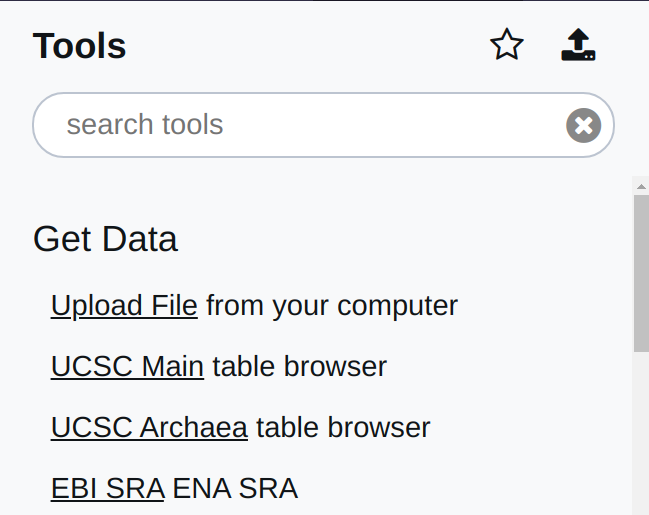 Tools
search tools
Get Data
Upload File from your computer
UCSC Main table browser
UCSC Archaea table browser
EBI SRA ENA SRA